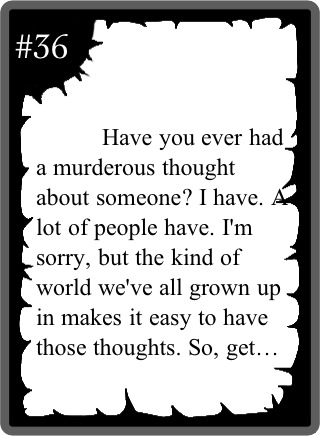 #36
Have you ever had
a murderous thought
about someone? I have. A
lot of people have. I'm
sorry, but the kind of
world we've all grown up
in makes it easy to have
those thoughts. So, get…